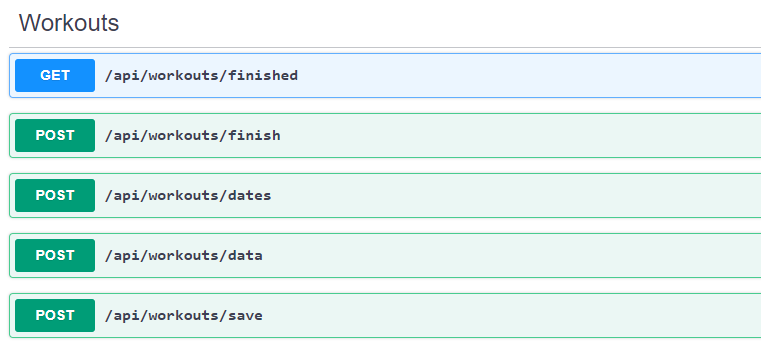 Workouts
GET /api/workouts/finished
POST /api/workouts/finish
POST /api/workouts/dates
POST /api/workouts/data
POST /api/workouts/save